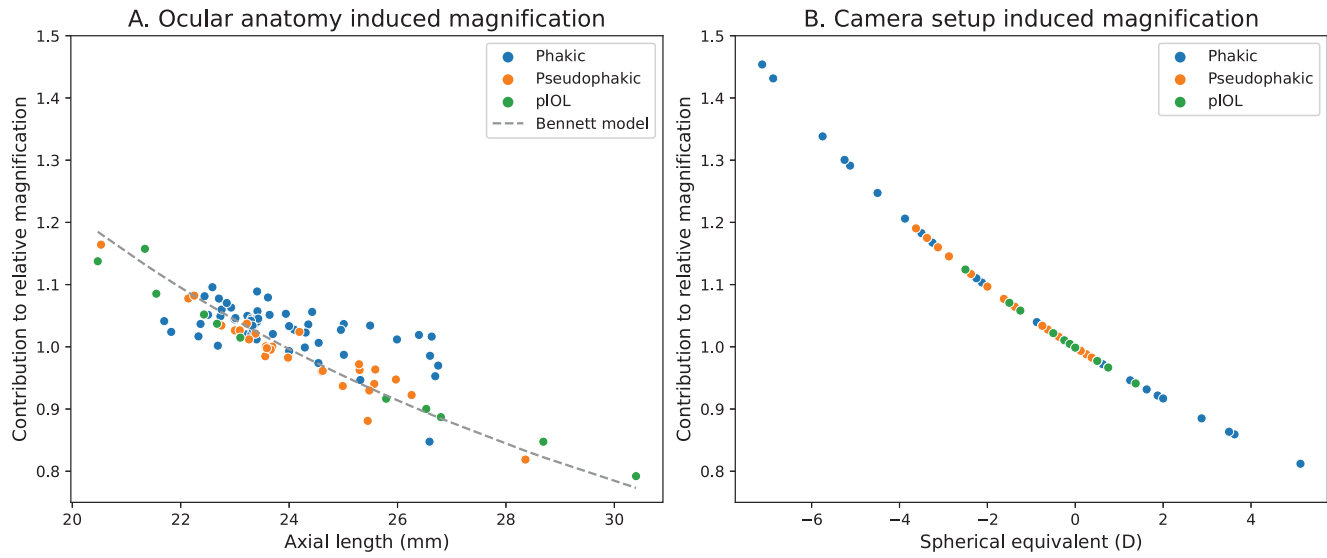 A. Ocular anatomy induced magnification
1.5
1.4
1.3
1.2
1.1
1.0
0.9
0.8
Contribution to relative magnification
Phakic
Pseudophakic
pIOL
Bennett model
20
22
24
26
28
30
Axial length (mm)
B. Camera setup induced magnification
1.5
1.4
1.3
1.2
1.1
1.0
0.9
0.8
Contribution to relative magnification
Phakic
Pseudophakic
pIOL
−6
−4
−2
0
2
4
Spherical equivalent (D)